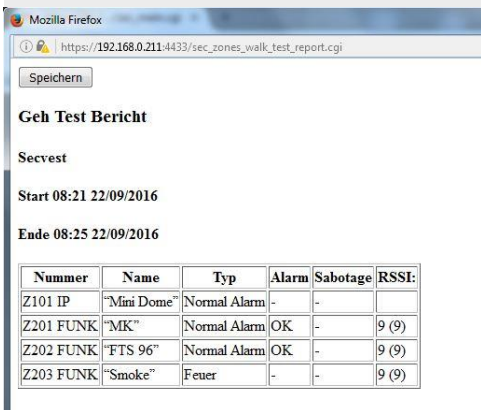 Mozilla Firefox
https://192.168.0.211:4433/sec_zones_walk_test_report.cgi
Speichern
Geh Test Bericht
Secvest
Start 08:21 22/09/2016
Ende 08:25 22/09/2016
Nummer Name Typ Alarm Sabotage RSSI:
Z101 IP "Mini Dome" Normal Alarm - -
Z201 FUNK "MK" Normal Alarm OK - 9 (9)
Z202 FUNK "FTS 96" Normal Alarm OK - 9 (9)
Z203 FUNK "Smoke" Feuer - - 9 (9)